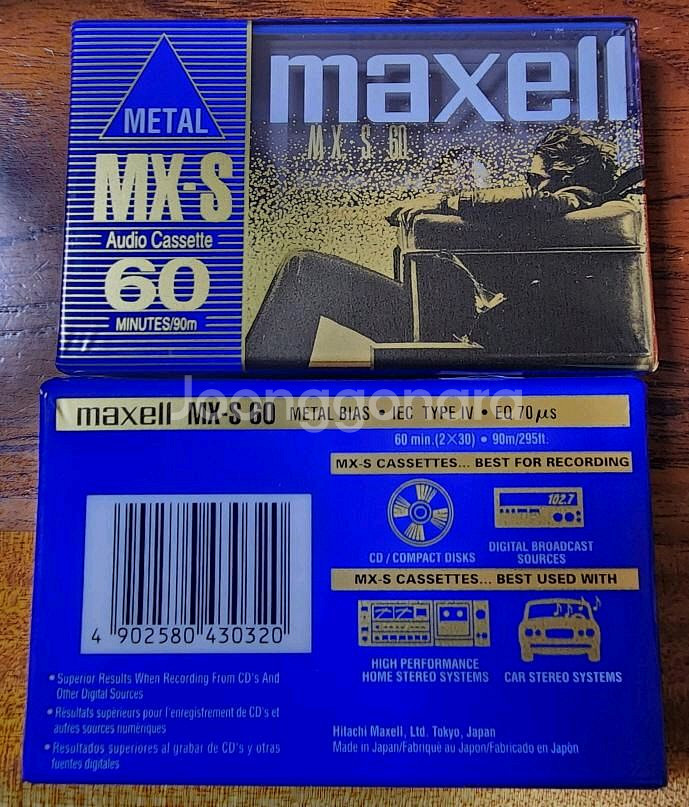 METAL
MX-S
Audio Cassette
60
MINUTES/90m
maxell
MX-S 60
Joonggonara
maxell MX-S 60 METAL BIAS • IEC TYPE IV • EQ 70 µs
60 min.(2×30) • 90m/295ft.
MX-S CASSETTES... BEST FOR RECORDING
102.7
CD / COMPACT DISKS
DIGITAL BROADCAST
SOURCES
MX-S CASSETTES... BEST USED WITH
HIGH PERFORMANCE
HOME STEREO SYSTEMS
CAR STEREO SYSTEMS
4 902580 430320
• Superior Results When Recording From CD's And
Other Digital Sources
• Résultats supérieurs pour l'enregistrement de CD's et
autres sources numériques
• Resultados superiores al grabar de CD's y otras
fuentes digitales
Hitachi Maxell, Ltd. Tokyo, Japan
Made in Japan/Fabriqué au Japon/Fabricado en Japón